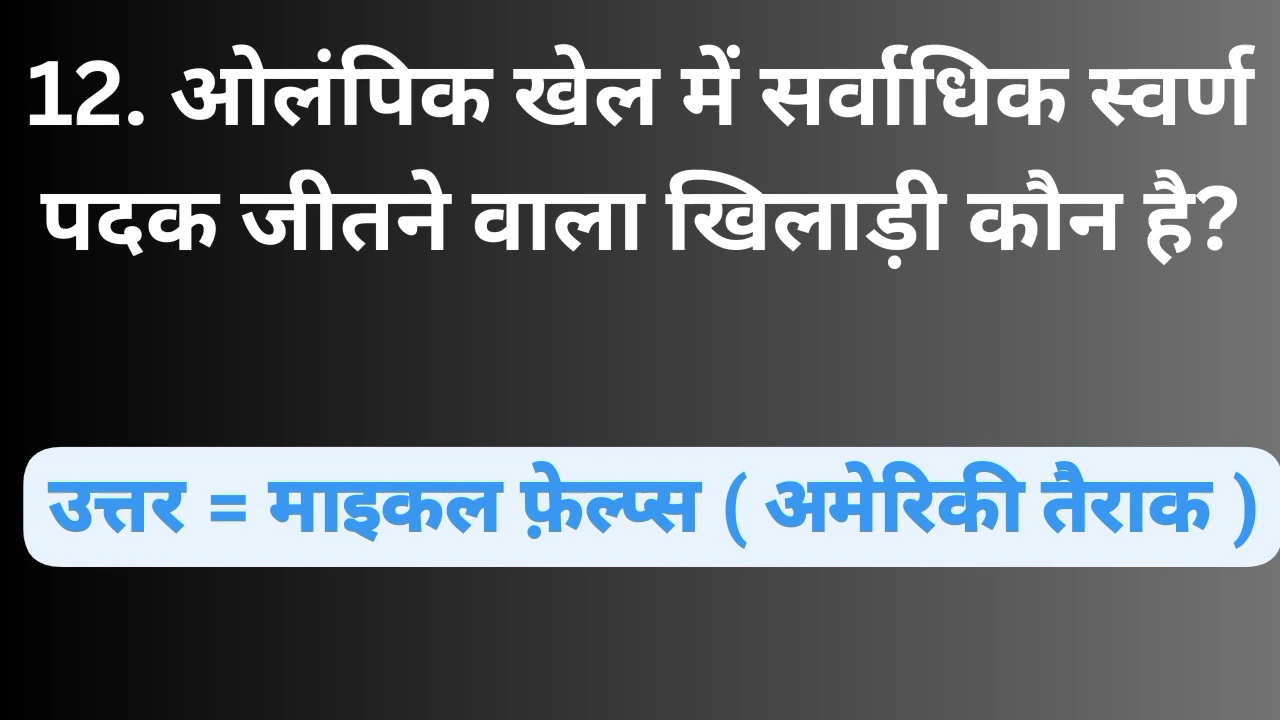 12. ओलंपिक खेल में सर्वाधिक स्वर्ण
पदक जीतने वाला खिलाड़ी कौन है?
उत्तर = माइकल फ़ेल्प्स ( अमेरिकी तैराक )